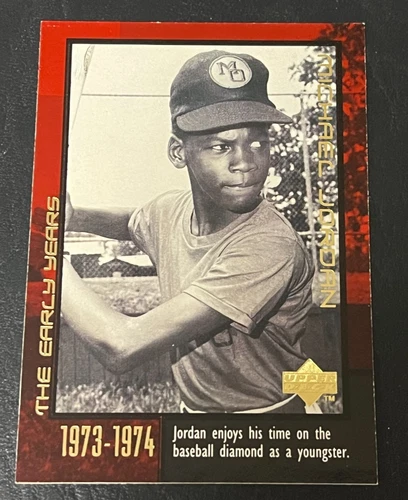 MO
MICHAEL JORDAN
THE EARLY YEARS
UPPER
DECK
TM
1973-1974
Jordan enjoys his time on the
baseball diamond as a youngster.